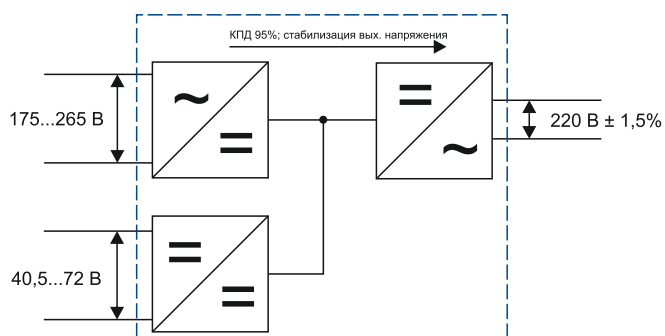 КПД 95%; стабилизация вых. напряжения
175...265 В
220 В ± 1,5%
40,5...72 В